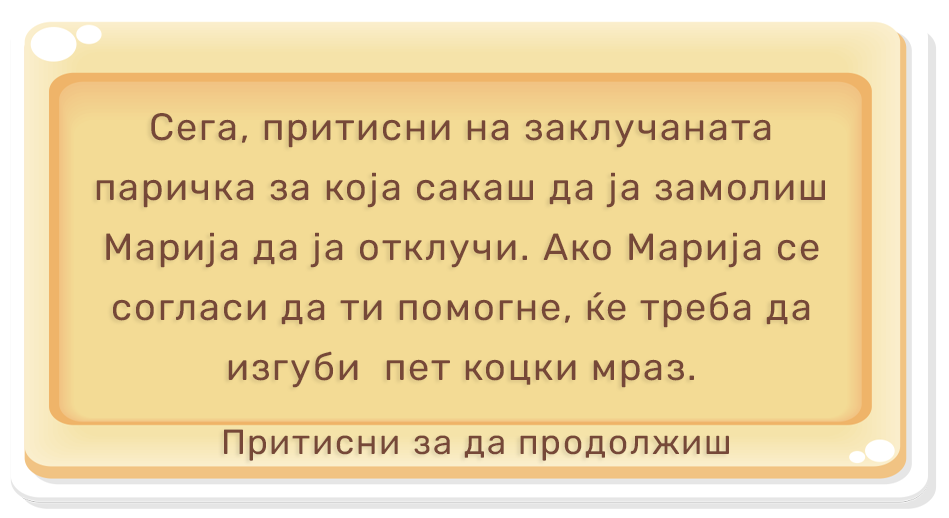 Сега, притисни на заклучаната
паричка за која сакаш да ја замолиш
Марија да ја отклучи. Ако Марија се
согласи да ти помогне, ќе треба да
изгуби  пет коцки мраз.
Притисни за да продолжиш